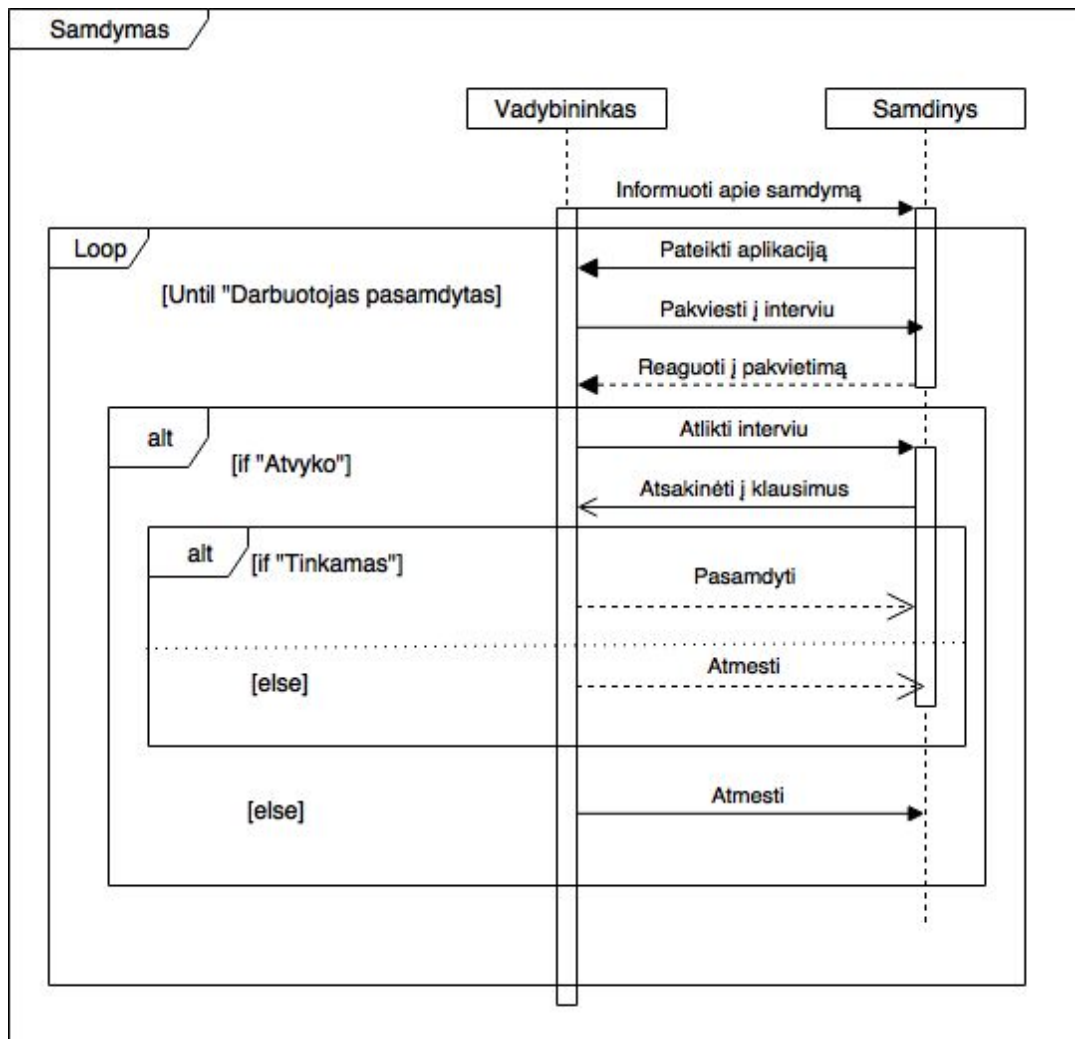 Samdymas
Vadybininkas
Samdinys
Informuoti apie samdymą
Loop
Pateikti aplikaciją
[Until "Darbuotojas pasamdytas]
Pakviesti į interviu
Reaguoti į pakvietimą
alt
Atlikti interviu
[if "Atvyko"]
Atsakinėti į klausimus
alt
[if "Tinkamas"]
Pasamdyti
Atmesti
[else]
Atmesti
[else]